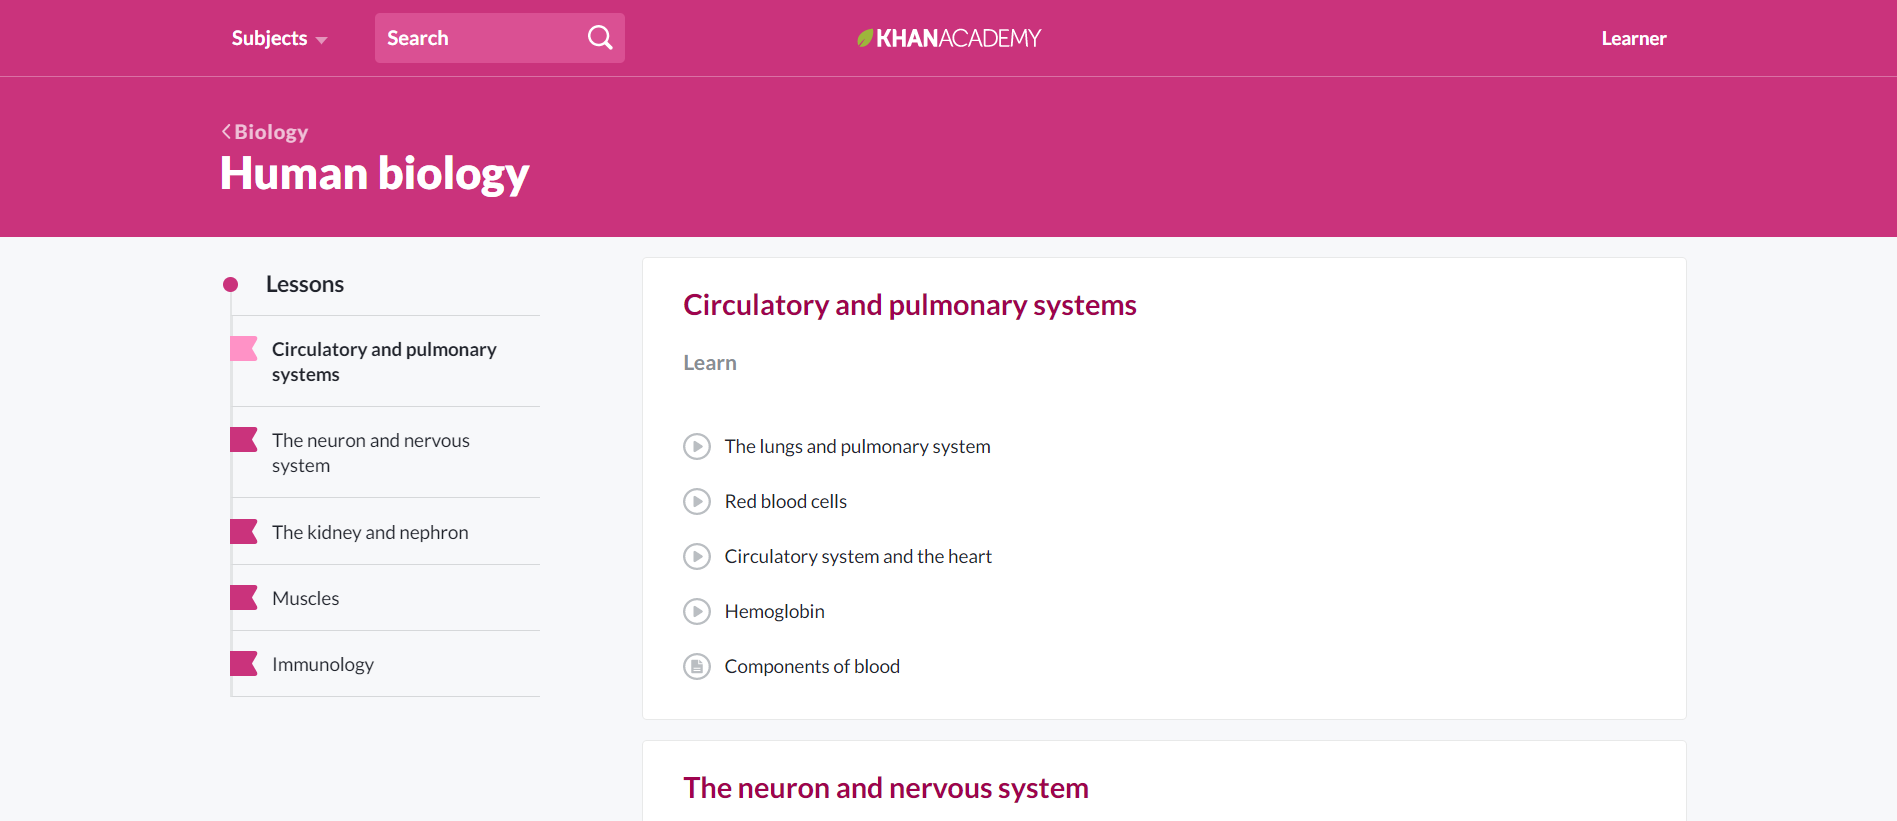 Subjects
Search
KHANACADEMY
Learner
Biology
Human biology
Lessons
Circulatory and pulmonary
systems
The neuron and nervous
system
The kidney and nephron
Muscles
Immunology
Circulatory and pulmonary systems
Learn
The lungs and pulmonary system
Red blood cells
Circulatory system and the heart
Hemoglobin
Components of blood
The neuron and nervous system